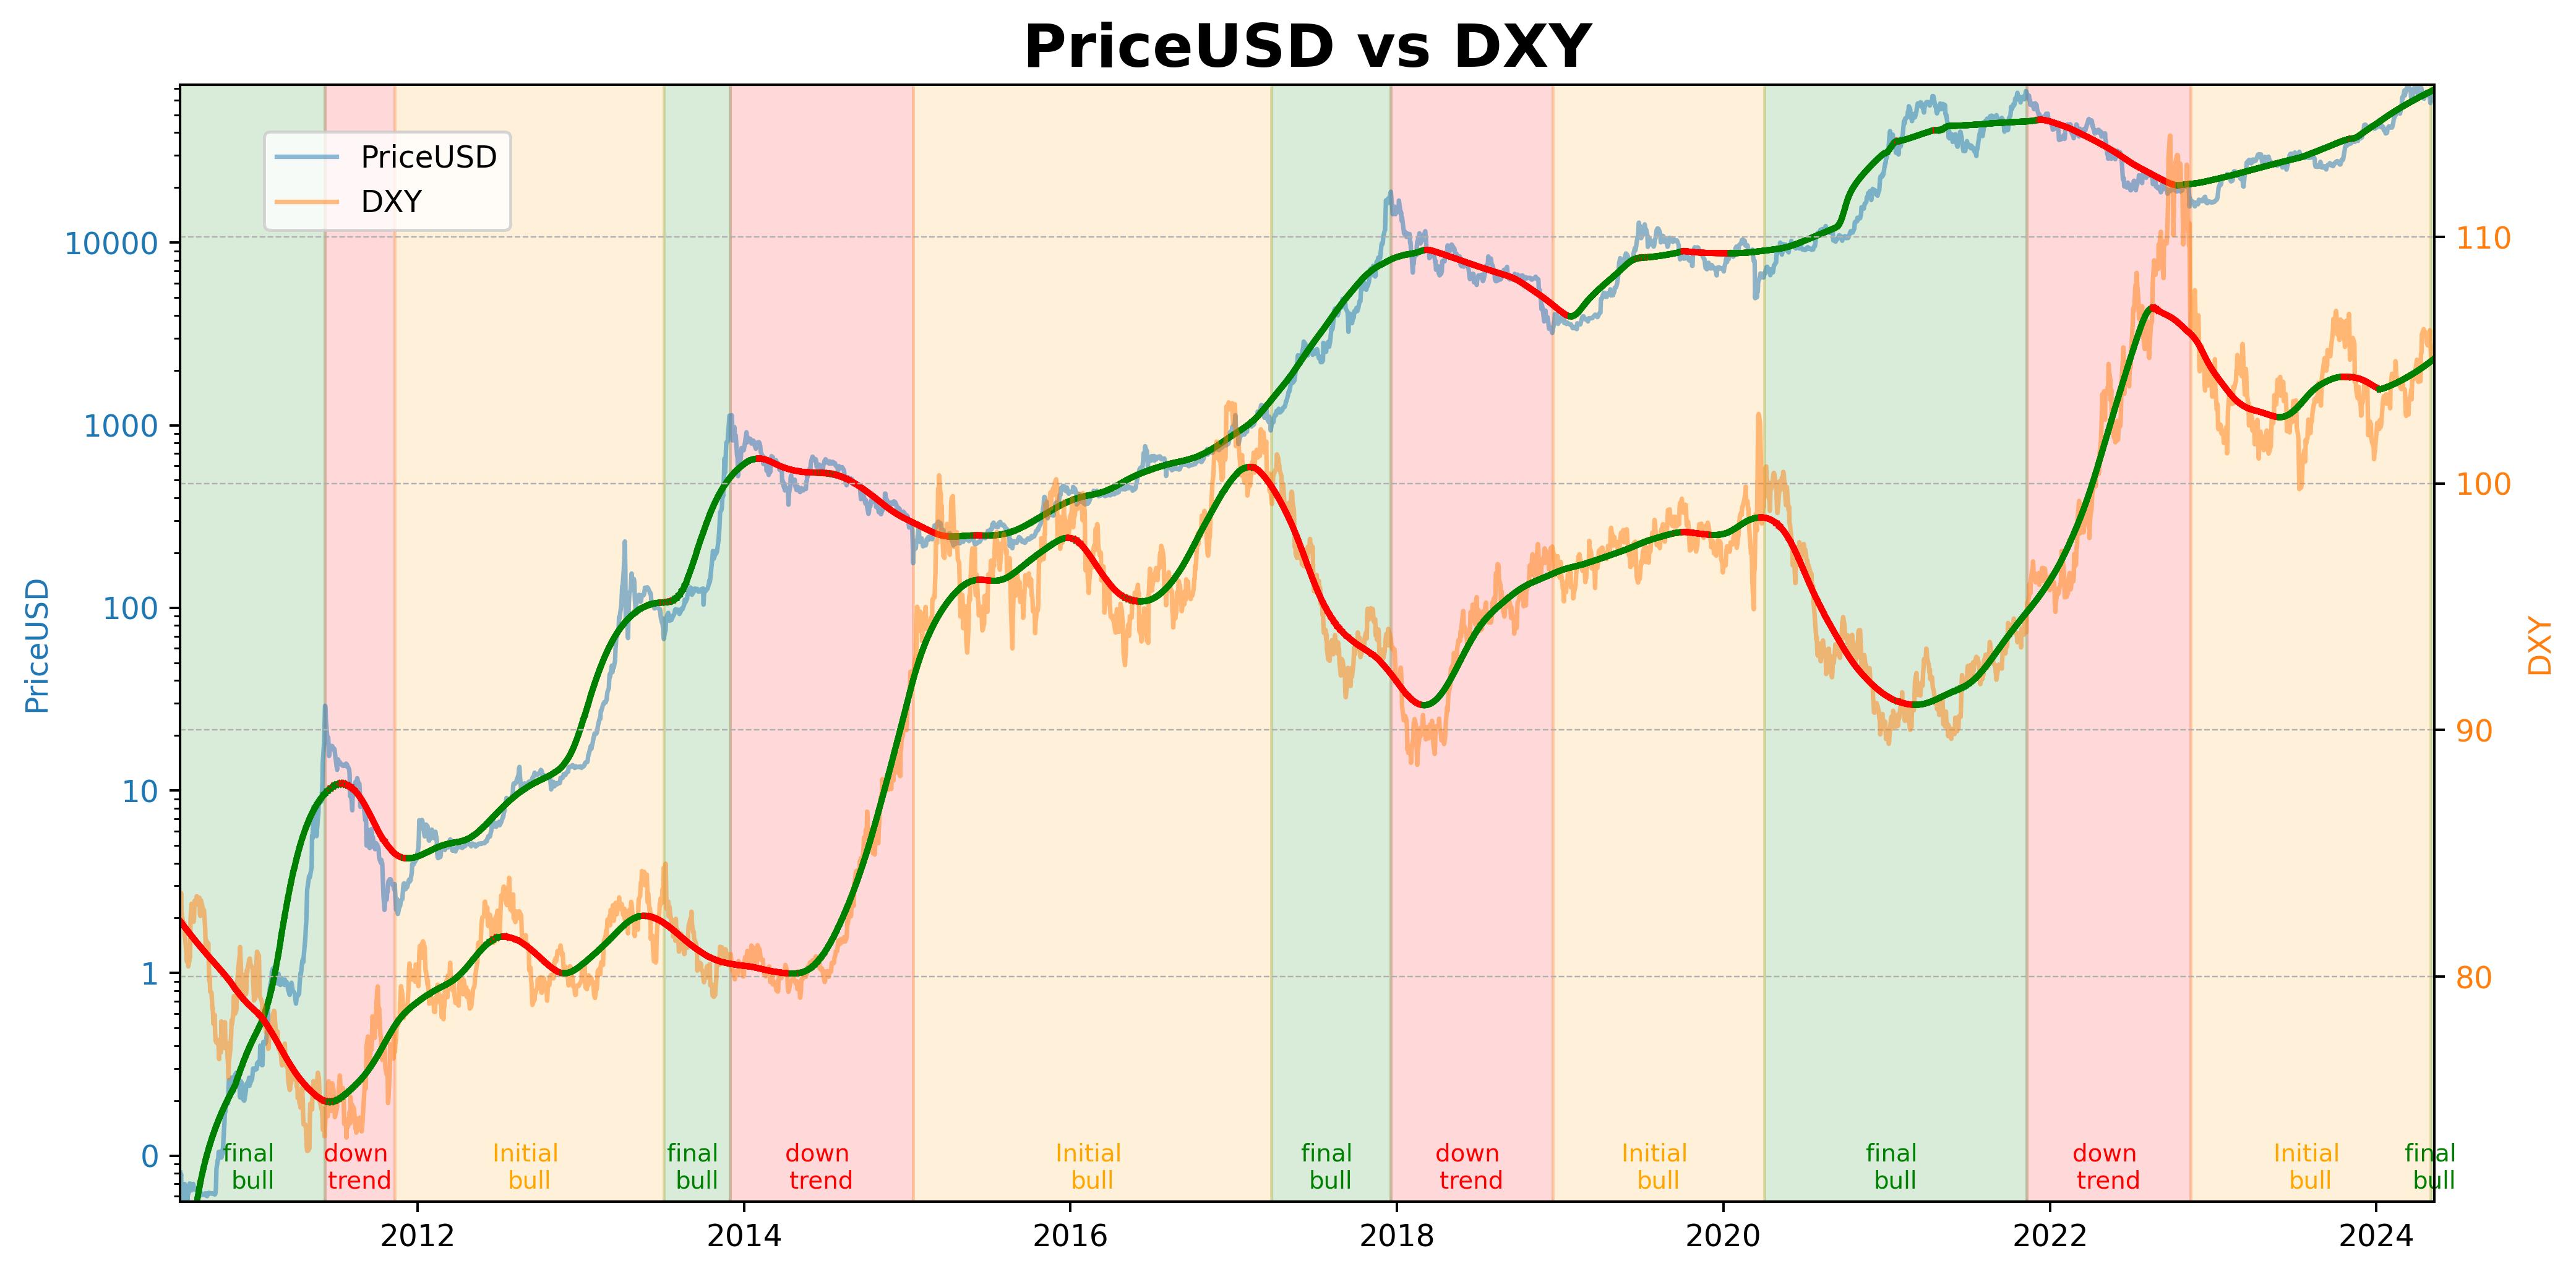 PriceUSD vs DXY
PriceUSD
DXY
10000
1000
100
10
1
0
PriceUSD
110
100
90
80
DXY
final
bull
down
trend
Initial
bull
final
bull
down
trend
Initial
bull
final
bull
down
trend
Initial
bull
final
bull
down
trend
Initial
bull
final
bull
2012
2014
2016
2018
2020
2022
2024